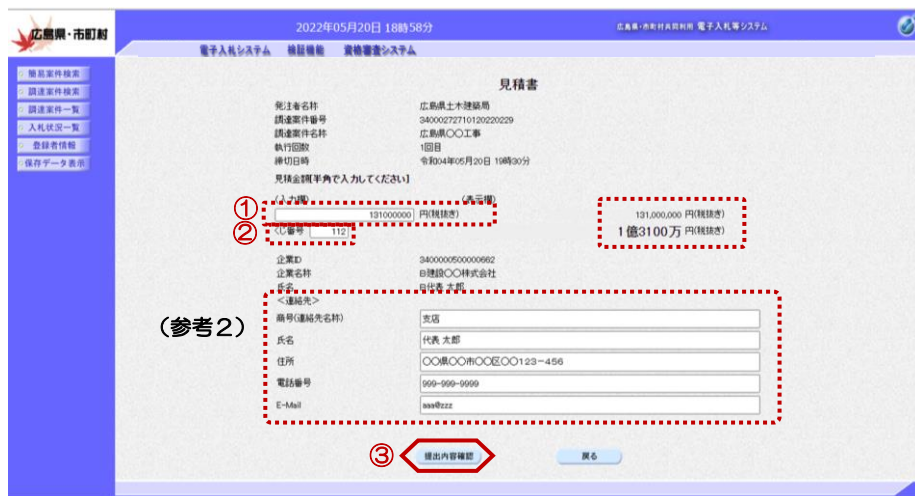 広島県・市町村
2022年05月20日 18時58分
広島県・市町村共同利用 電子入札等システム
電子入札システム 検証機能 資格審査システム
簡易案件検索
調達案件検索
調達案件一覧
入札状況一覧
登録者情報
保存データ表示
見積書
発注者名称 広島県土木建築局
調達案件番号 34000272710120220229
調達案件名称 広島県〇〇工事
執行回数 1回目
締切日時 令和04年05月20日 19時30分
見積金額[半角で入力してください]
(入力欄) (表示欄)
① 131000000 円(税抜き) 131,000,000 円(税抜き)
② くじ番号 112 1億3100万 円(税抜き)
企業ID 3400000500000662
企業名称 B建設〇〇株式会社
氏名 B代表 太郎
<連絡先>
(参考2)
商号(連絡先名称) 支店
氏名 代表 太郎
住所 〇〇県〇〇市〇〇区〇〇123-456
電話番号 999-999-9999
E-Mail aaa@zzz
③ 提出内容確認 戻る